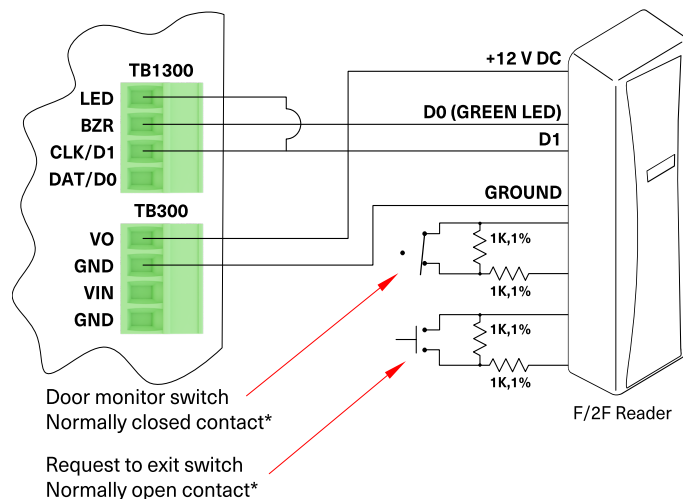 TB1300
LED
BZR
CLK/D1
DAT/D0
TB300
VO
GND
VIN
GND
+12 V DC
D0 (GREEN LED)
D1
GROUND
1K,1%
1K,1%
1K,1%
1K,1%
F/2F Reader
Door monitor switch
Normally closed contact*
Request to exit switch
Normally open contact*